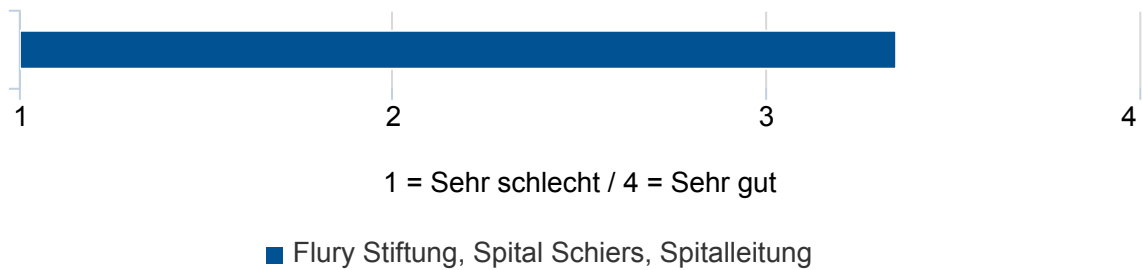 1 2 3 4
1 = Sehr schlecht / 4 = Sehr gut
Flury Stiftung, Spital Schiers, Spitalleitung